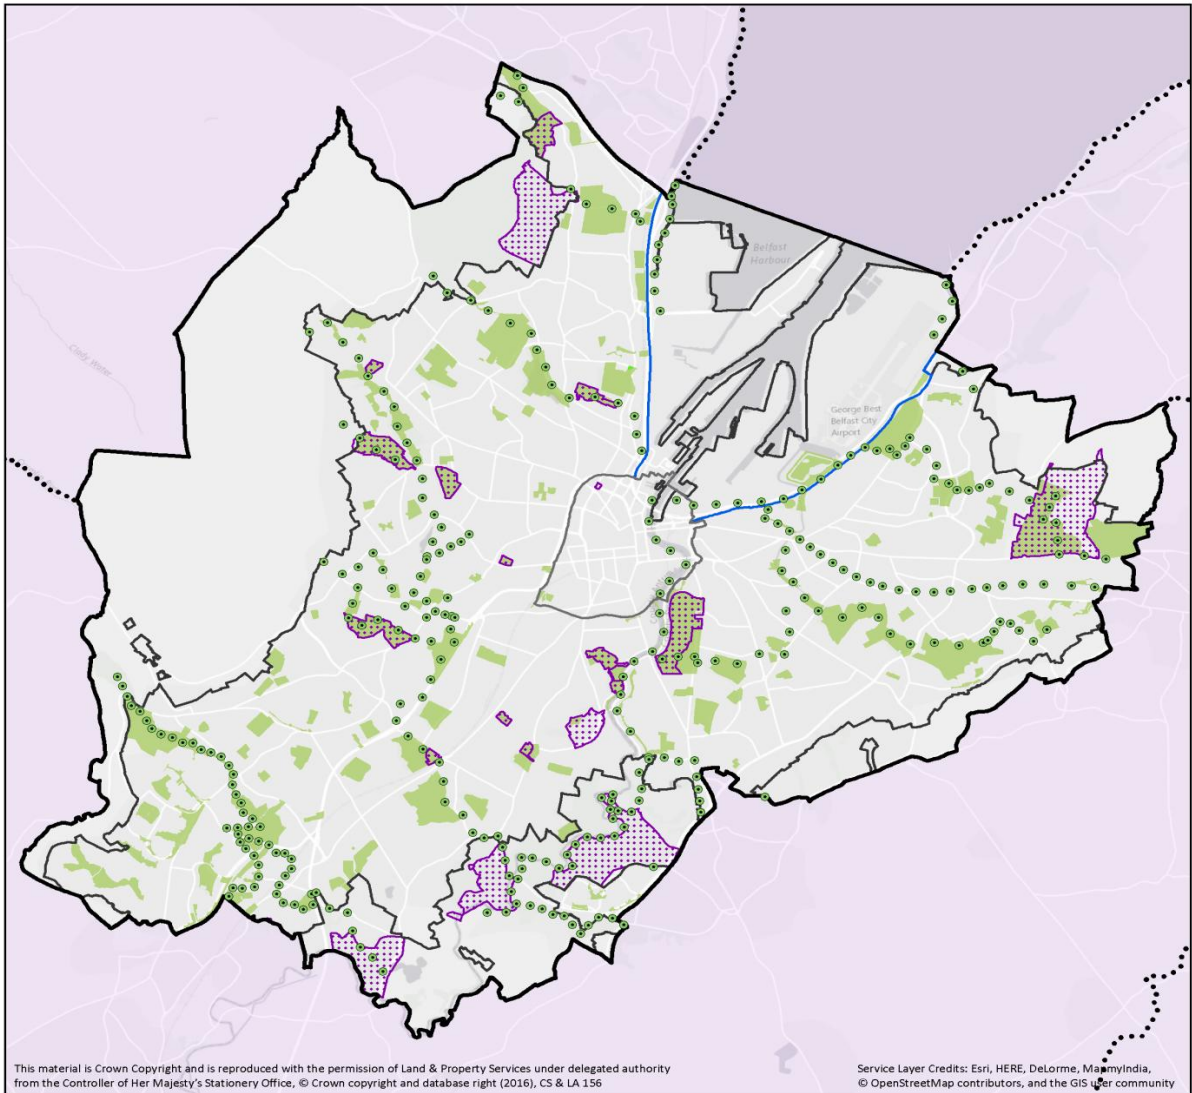 Belfast
Harbour
George Best
Belfast City
Airport
This material is Crown Copyright and is reproduced with the permission of Land & Property Services under delegated authority
from the Controller of Her Majesty's Stationery Office, © Crown copyright and database right (2016), CS & LA 156
Service Layer Credits: Esri, HERE, DeLorme, MapmyIndia,
© OpenStreetMap contributors, and the GIS user community